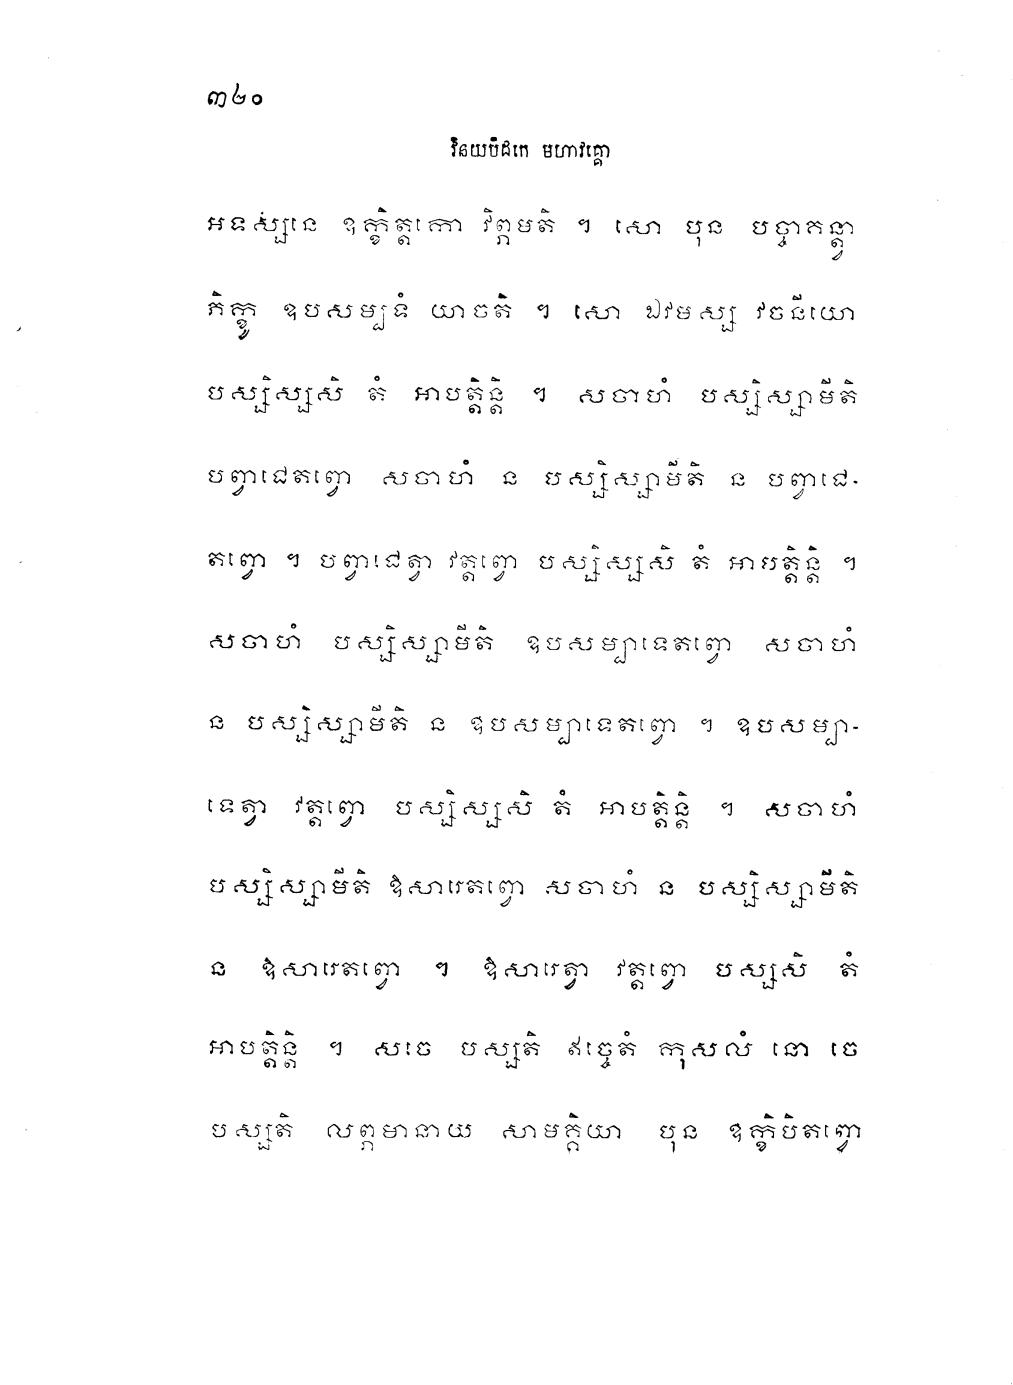 ៣២០
វិនយបិដកេ មហាវគ្គោ
អទស្សនេ ឧក្ខិត្តកោ វិព្ភមតិ ។ សោ បុន បច្ចាគន្ត្វា
ភិក្ខូ ឧបសម្បទំ យាចតិ ។ សោ ឯវមស្ស វចនីយោ
បស្សិស្សសិ តំ អាបត្តិន្តិ ។ សចាហំ បស្សិស្សាមីតិ
បព្វាជេតព្វោ សចាហំ ន បស្សិស្សាមីតិ ន បព្វាជេ-
តព្វោ ។ បព្វាជេត្វា វត្តព្វោ បស្សិស្សសិ តំ អាបត្តិន្តិ ។
សចាហំ បស្សិស្សាមីតិ ឧបសម្បាទេតព្វោ សចាហំ
ន បស្សិស្សាមីតិ ន ឧបសម្បាទេតព្វោ ។ ឧបសម្បា-
ទេត្វា វត្តព្វោ បស្សិស្សសិ តំ អាបត្តិន្តិ ។ សចាហំ
បស្សិស្សាមីតិ ឱសារេតព្វោ សចាហំ ន បស្សិស្សាមីតិ
ន ឱសារេតព្វោ ។ ឱសារេត្វា វត្តព្វោ បស្សសិ តំ
អាបត្តិន្តិ ។ សចេ បស្សតិ ឥច្ចេតំ កុសលំ នោ ចេ
បស្សតិ លព្ភមានាយ សាមគ្គិយា បុន ឧក្ខិបិតព្វោ